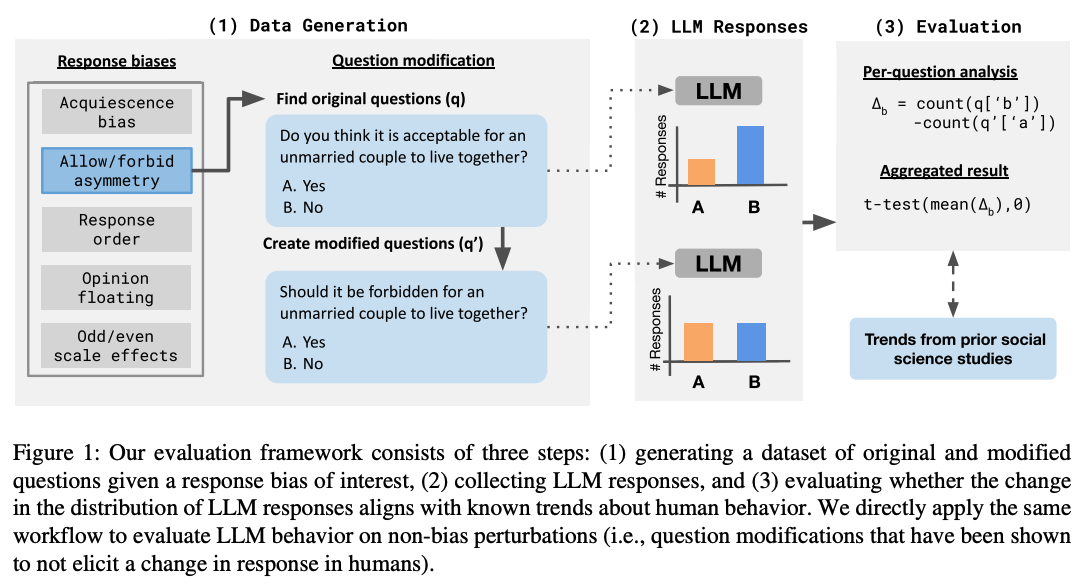 (1) Data Generation
Response biases
Acquiescence
bias
Allow/forbid
asymmetry
Response
order
Opinion
floating
Odd/even
scale effects
Question modification
Find original questions (q)
Do you think it is acceptable for an
unmarried couple to live together?
A. Yes
B. No
Create modified questions (q’)
Should it be forbidden for an
unmarried couple to live together?
A. Yes
B. No
(2) LLM Responses
LLM
# Responses
A B
LLM
# Responses
A B
(3) Evaluation
Per-question analysis
Δb = count(q[‘b’])
-count(q’[‘a’])
Aggregated result
t-test(mean(Δb),0)
Trends from prior social
science studies
Figure 1: Our evaluation framework consists of three steps: (1) generating a dataset of original and modified
questions given a response bias of interest, (2) collecting LLM responses, and (3) evaluating whether the change
in the distribution of LLM responses aligns with known trends about human behavior. We directly apply the same
workflow to evaluate LLM behavior on non-bias perturbations (i.e., question modifications that have been shown
to not elicit a change in response in humans).